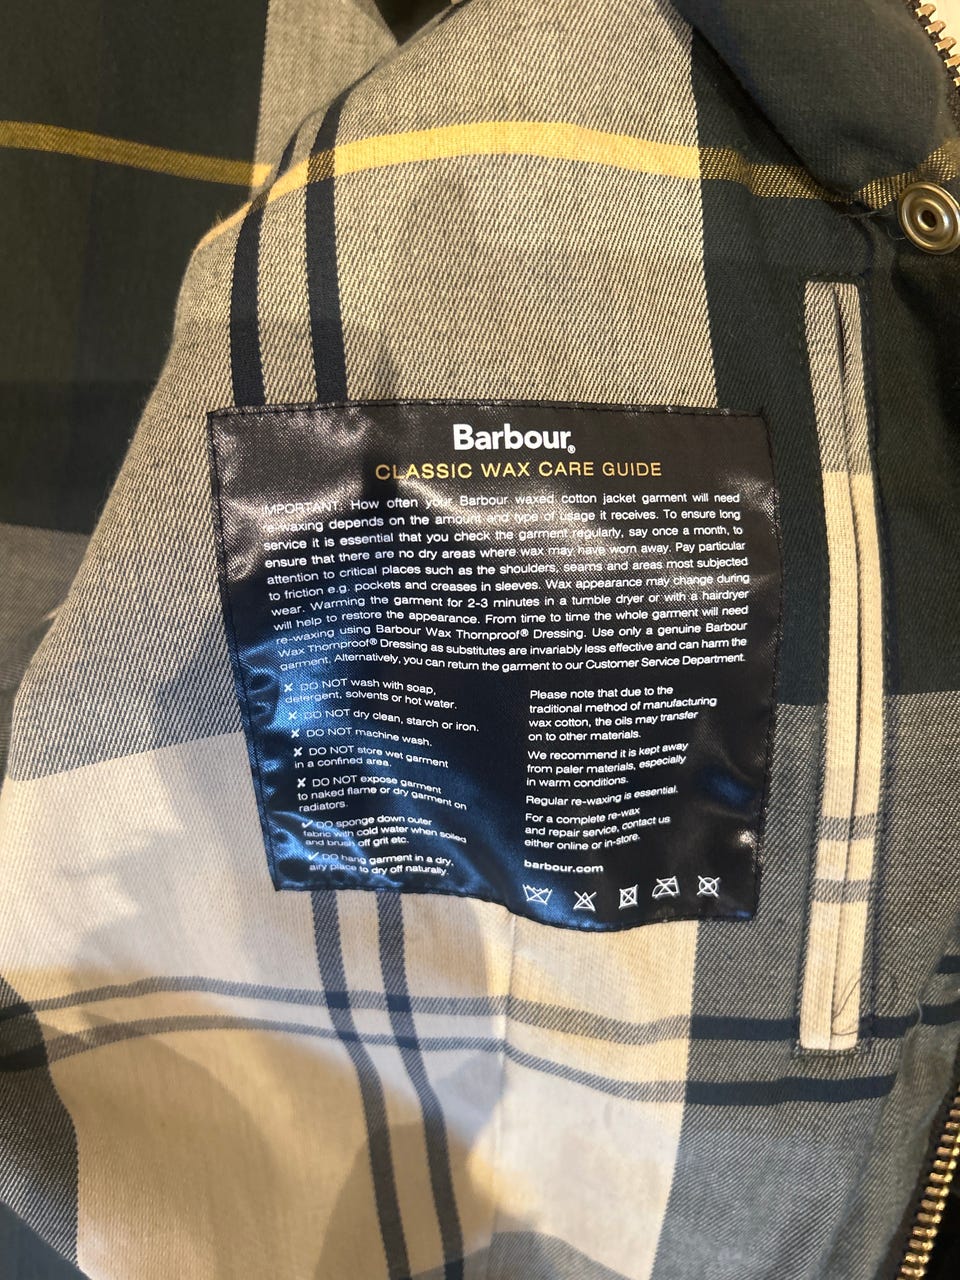 Barbour®
CLASSIC WAX CARE GUIDE
IMPORTANT: How often your Barbour waxed cotton jacket garment will need
re-waxing depends on the amount and type of usage it receives. To ensure long
service it is essential that you check the garment regularly, say once a month, to
ensure that there are no dry areas where wax may have worn away. Pay particular
attention to critical places such as the shoulders, seams and areas most subjected
to friction e.g. pockets and creases in sleeves. Wax appearance may change during
wear. Warming the garment for 2-3 minutes in a tumble dryer or with a hairdryer
will help to restore the appearance. From time to time the whole garment will need
re-waxing using Barbour Wax Thornproof® Dressing. Use only a genuine Barbour
Wax Thornproof® Dressing as substitutes are invariably less effective and can harm the
garment. Alternatively, you can return the garment to our Customer Service Department.
✗ DO NOT wash with soap,
detergent, solvents or hot water.
✗ DO NOT dry clean, starch or iron.
✗ DO NOT machine wash.
✗ DO NOT store wet garment
in a confined area.
✗ DO NOT expose garment
to naked flame or dry garment on
radiators.
✓ DO sponge down outer
fabric with cold water when soiled
and brush off grit etc.
✓ DO hang garment in a dry,
airy place to dry off naturally.
Please note that due to the
traditional method of manufacturing
wax cotton, the oils may transfer
on to other materials.
We recommend it is kept away
from paler materials, especially
in warm conditions.
Regular re-waxing is essential.
For a complete re-wax
and repair service, contact us
either online or in-store.
barbour.com